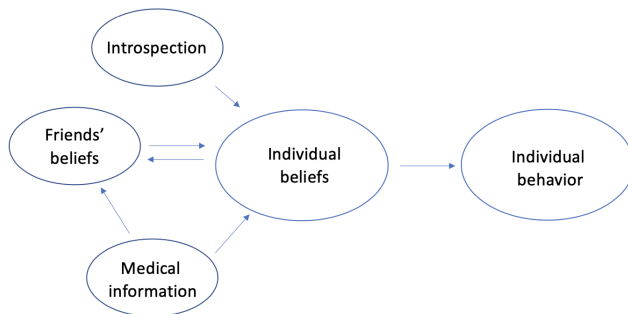 Introspection
Friends'
beliefs
Individual
beliefs
Individual
behavior
Medical
information